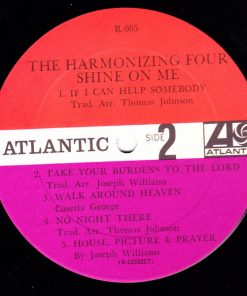 R-005
THE HARMONIZING FOUR
SHINE ON ME
1. IF I CAN HELP SOMEBODY
Trad. Arr. Thomas Johnson
ATLANTIC
SIDE 2
ATLANTIC
2. TAKE YOUR BURDENS TO THE LORD
Trad. Arr. Joseph Williams
3. WALK AROUND HEAVEN
Casetta George
4. NO NIGHT THERE
Trad. Arr. Thomas Johnson
5. HOUSE, PICTURE & PRAYER
By Joseph Williams